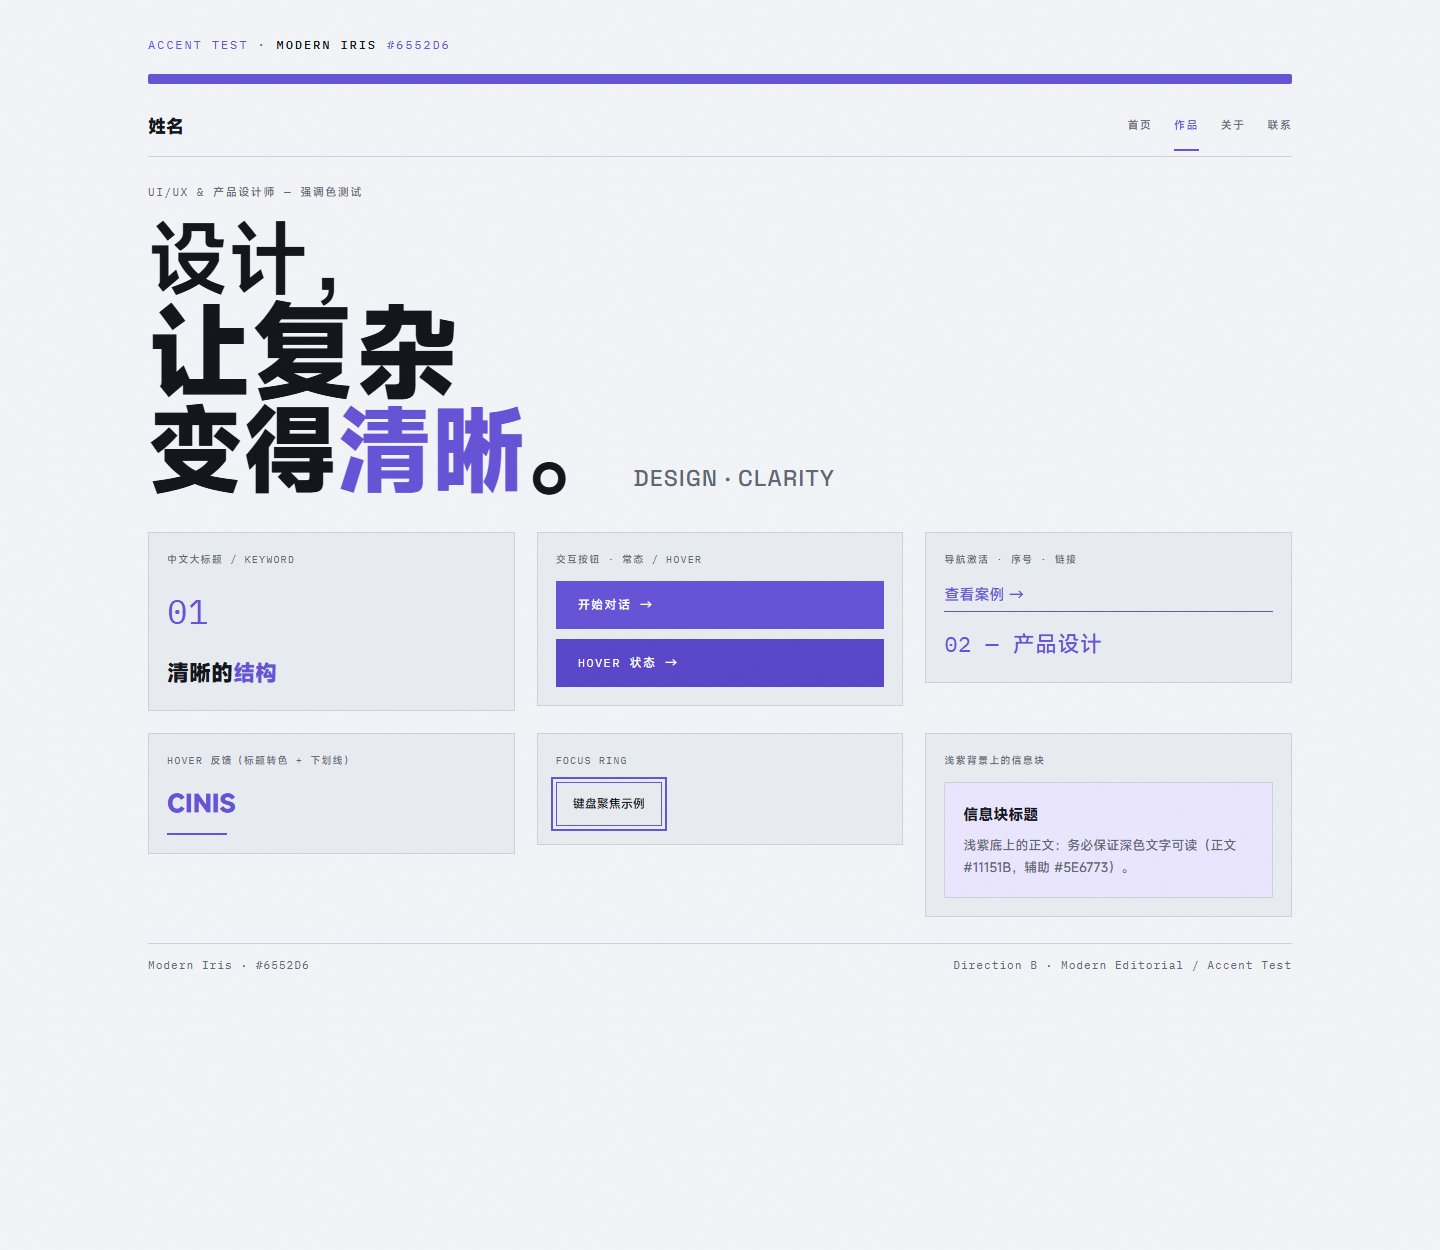 ACCENT TEST · MODERN IRIS #6552D6
姓名
首页 作品 关于 联系
UI/UX & 产品设计师 — 强调色测试
设计，
让复杂
变得清晰。 DESIGN · CLARITY
中文大标题 / KEYWORD
01
清晰的结构
交互按钮 · 常态 / HOVER
开始对话 →
HOVER 状态 →
导航激活 · 序号 · 链接
查看案例 →
02 — 产品设计
HOVER 反馈（标题转色 + 下划线）
CINIS
FOCUS RING
键盘聚焦示例
浅紫背景上的信息块
信息块标题
浅紫底上的正文：务必保证深色文字可读（正文
#11151B，辅助 #5E6773）。
Modern Iris · #6552D6
Direction B · Modern Editorial / Accent Test